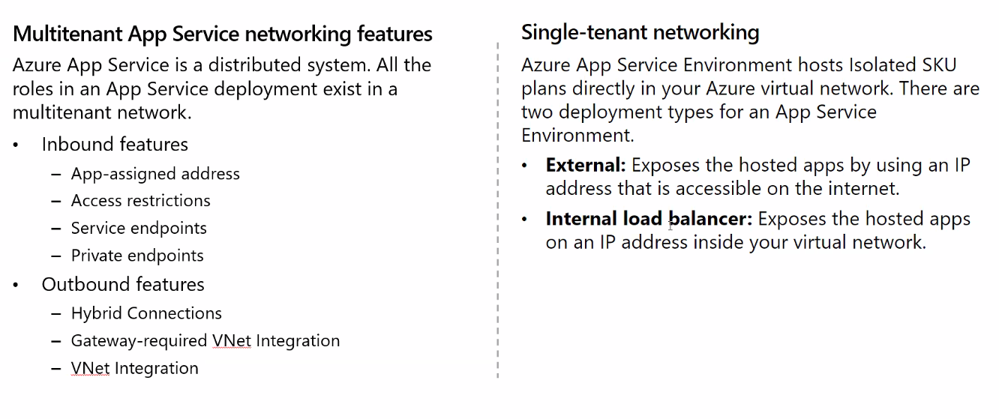 Multitenant App Service networking features
Azure App Service is a distributed system. All the
roles in an App Service deployment exist in a
multitenant network.
• Inbound features
– App-assigned address
– Access restrictions
– Service endpoints
– Private endpoints
• Outbound features
– Hybrid Connections
– Gateway-required VNet Integration
– VNet Integration
Single-tenant networking
Azure App Service Environment hosts Isolated SKU
plans directly in your Azure virtual network. There are
two deployment types for an App Service
Environment.
• External: Exposes the hosted apps by using an IP
address that is accessible on the internet.
• Internal load balancer: Exposes the hosted apps
on an IP address inside your virtual network.